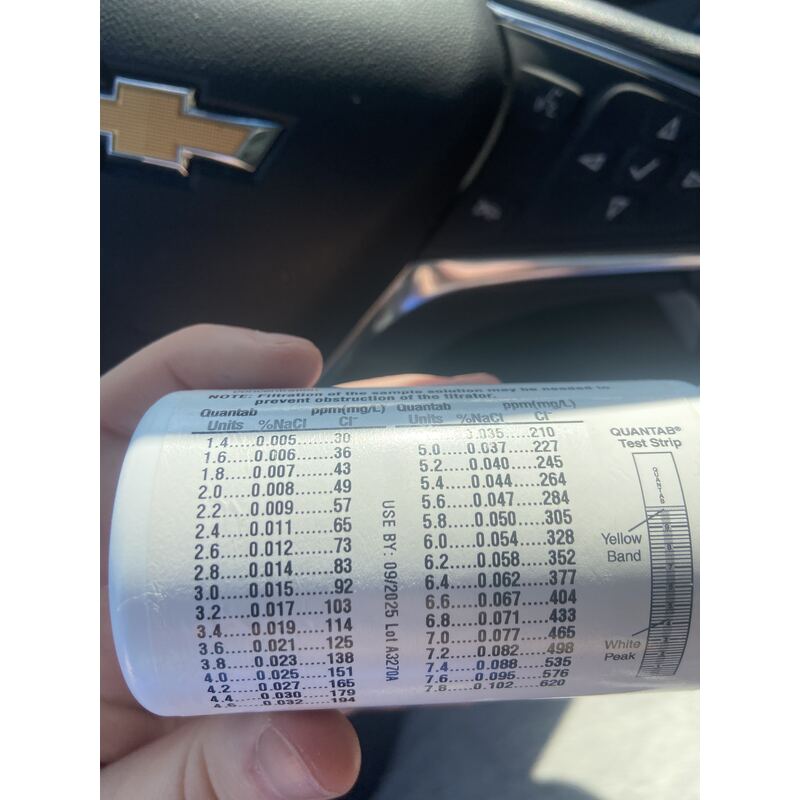 NOTE: Filtration of the sample solution may be needed to
prevent obstruction of the titrator.
Quantab ppm(mg/L) Quantab ppm(mg/L)
Units %NaCl Cl⁻ Units %NaCl Cl⁻
1.4.....0.005.......30
1.6.....0.006.......36
1.8.....0.007.......43
2.0.....0.008.......49
2.2.....0.009.......57
2.4.....0.011.......65
2.6.....0.012.......73
2.8.....0.014.......83
3.0.....0.015.......92
3.2.....0.017.....103
3.4.....0.019.....114
3.6.....0.021.....125
3.8.....0.023.....138
4.0.....0.025.....151
4.2.....0.027.....165
4.4.....0.030.....179
4.6.....0.032.....194
USE BY: 09/2025 Lot A3270A
.035.....210
5.0.....0.037.....227
5.2.....0.040.....245
5.4.....0.044.....264
5.6.....0.047.....284
5.8.....0.050.....305
6.0.....0.054.....328
6.2.....0.058.....352
6.4.....0.062.....377
6.6.....0.067.....404
6.8.....0.071.....433
7.0.....0.077.....465
7.2.....0.082.....498
7.4.....0.088.....535
7.6.....0.095.....576
7.8.....0.102.....620
QUANTAB®
Test Strip
QUANTAB
Yellow
Band
White
Peak